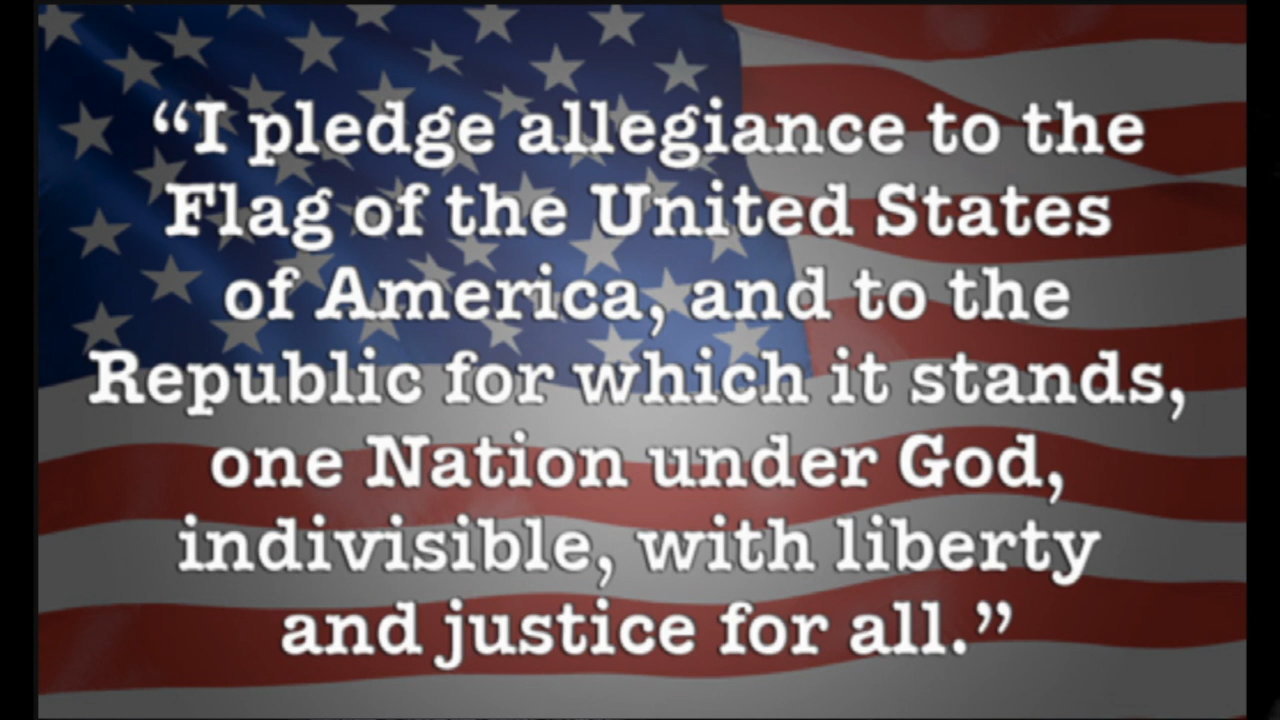 “I pledge allegiance to the
Flag of the United States
of America, and to the
Republic for which it stands,
one Nation under God,
indivisible, with liberty
and justice for all.”